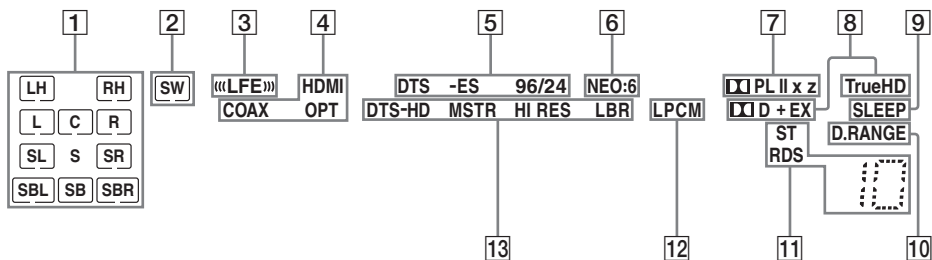 1 2 3 4 5 6 7 8 9
LH RH SW (((LFE))) HDMI DTS -ES 96/24 NEO:6 PL II x z TrueHD
L C R COAX OPT DTS-HD MSTR HI RES LBR LPCM D + EX SLEEP
SL S SR ST D.RANGE
RDS
SBL SB SBR 10
13 12 11 10